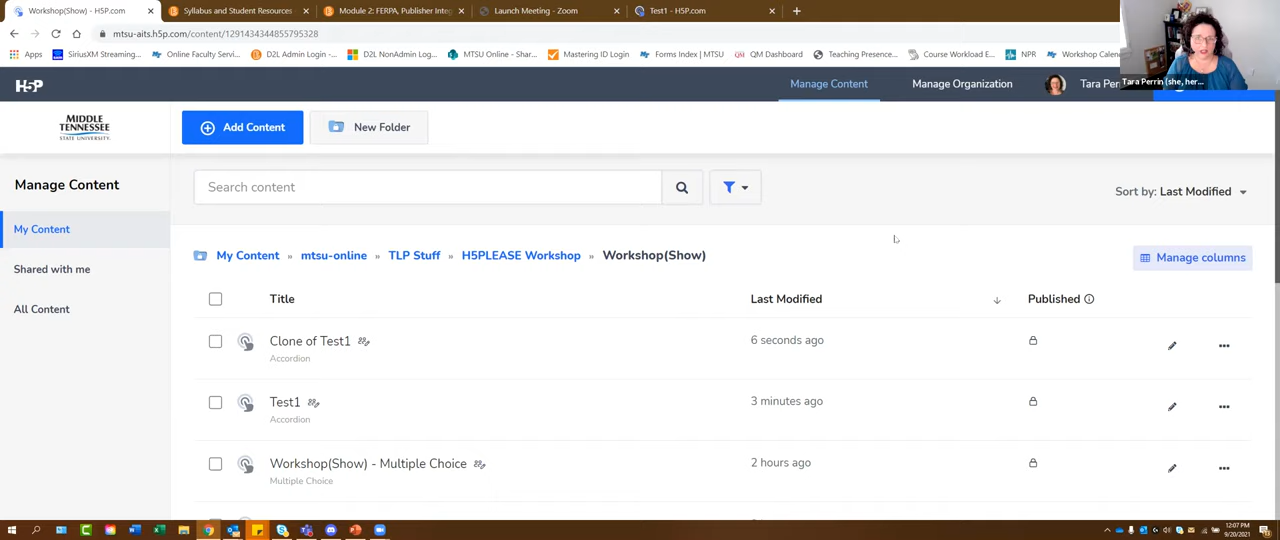 Workshop(Show) - H5P.com
Syllabus and Student Resources
Module 2: FERPA, Publisher Inte
Launch Meeting - Zoom
Test1 - H5P.com
mtsu-aits.h5p.com/content/1291434344855795328
Apps
SiriusXM Streaming...
Online Faculty Servi...
D2L Admin Login -...
D2L NonAdmin Log...
MTSU Online - Shar...
Mastering ID Login
Forms Index | MTSU
QM Dashboard
Teaching Presence...
Course Workload E...
NPR
Workshop Calen
Tara Perrin (she, her...
H5P
Manage Content
Manage Organization
Tara Per
MIDDLE
TENNESSEE
STATE UNIVERSITY
Add Content
New Folder
Manage Content
My Content
Shared with me
All Content
Search content
Sort by: Last Modified
My Content » mtsu-online » TLP Stuff » H5PLEASE Workshop » Workshop(Show)
Manage columns
Title
Last Modified
Published
Clone of Test1
Accordion
6 seconds ago
Test1
Accordion
3 minutes ago
Workshop(Show) - Multiple Choice
Multiple Choice
2 hours ago
12:07 PM
9/20/2021